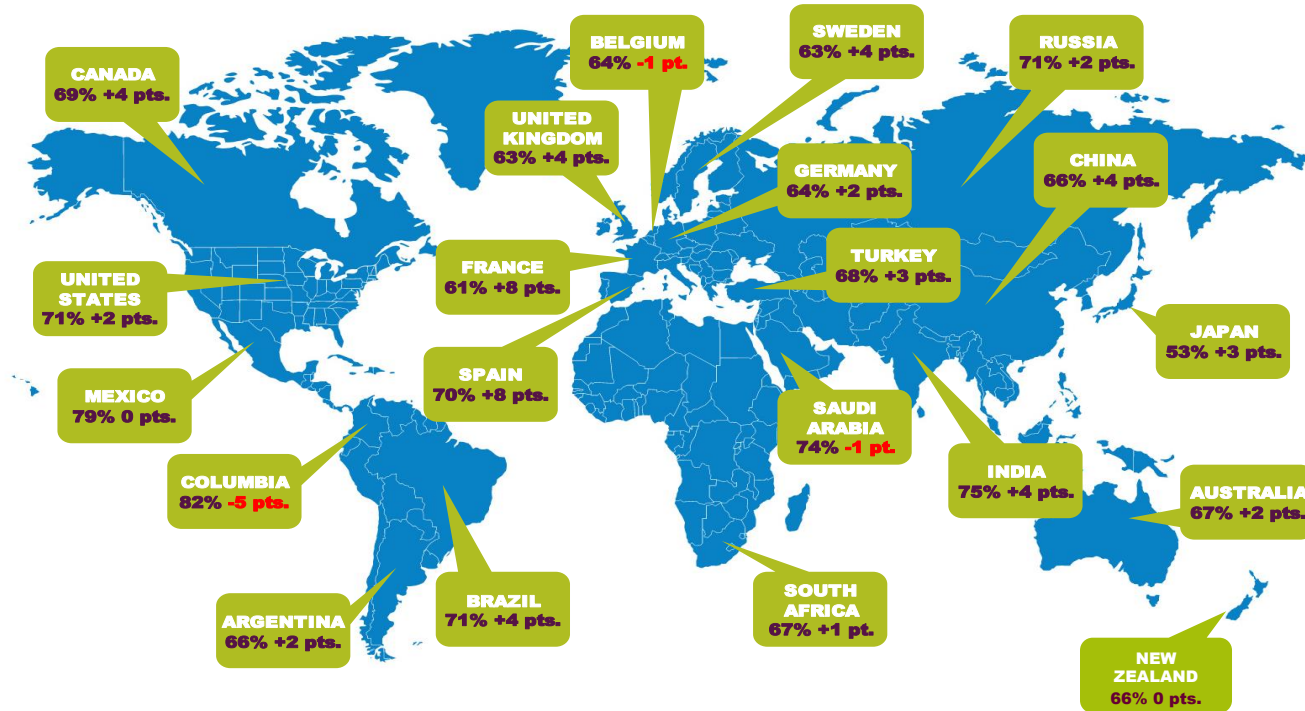 CANADA
69% +4 pts.
BELGIUM
64% -1 pt.
SWEDEN
63% +4 pts.
RUSSIA
71% +2 pts.
UNITED
KINGDOM
63% +4 pts.
GERMANY
64% +2 pts.
CHINA
66% +4 pts.
UNITED
STATES
71% +2 pts.
FRANCE
61% +8 pts.
TURKEY
68% +3 pts.
JAPAN
53% +3 pts.
MEXICO
79% 0 pts.
SPAIN
70% +8 pts.
SAUDI
ARABIA
74% -1 pt.
COLUMBIA
82% -5 pts.
INDIA
75% +4 pts.
AUSTRALIA
67% +2 pts.
ARGENTINA
66% +2 pts.
BRAZIL
71% +4 pts.
SOUTH
AFRICA
67% +1 pt.
NEW
ZEALAND
66% 0 pts.